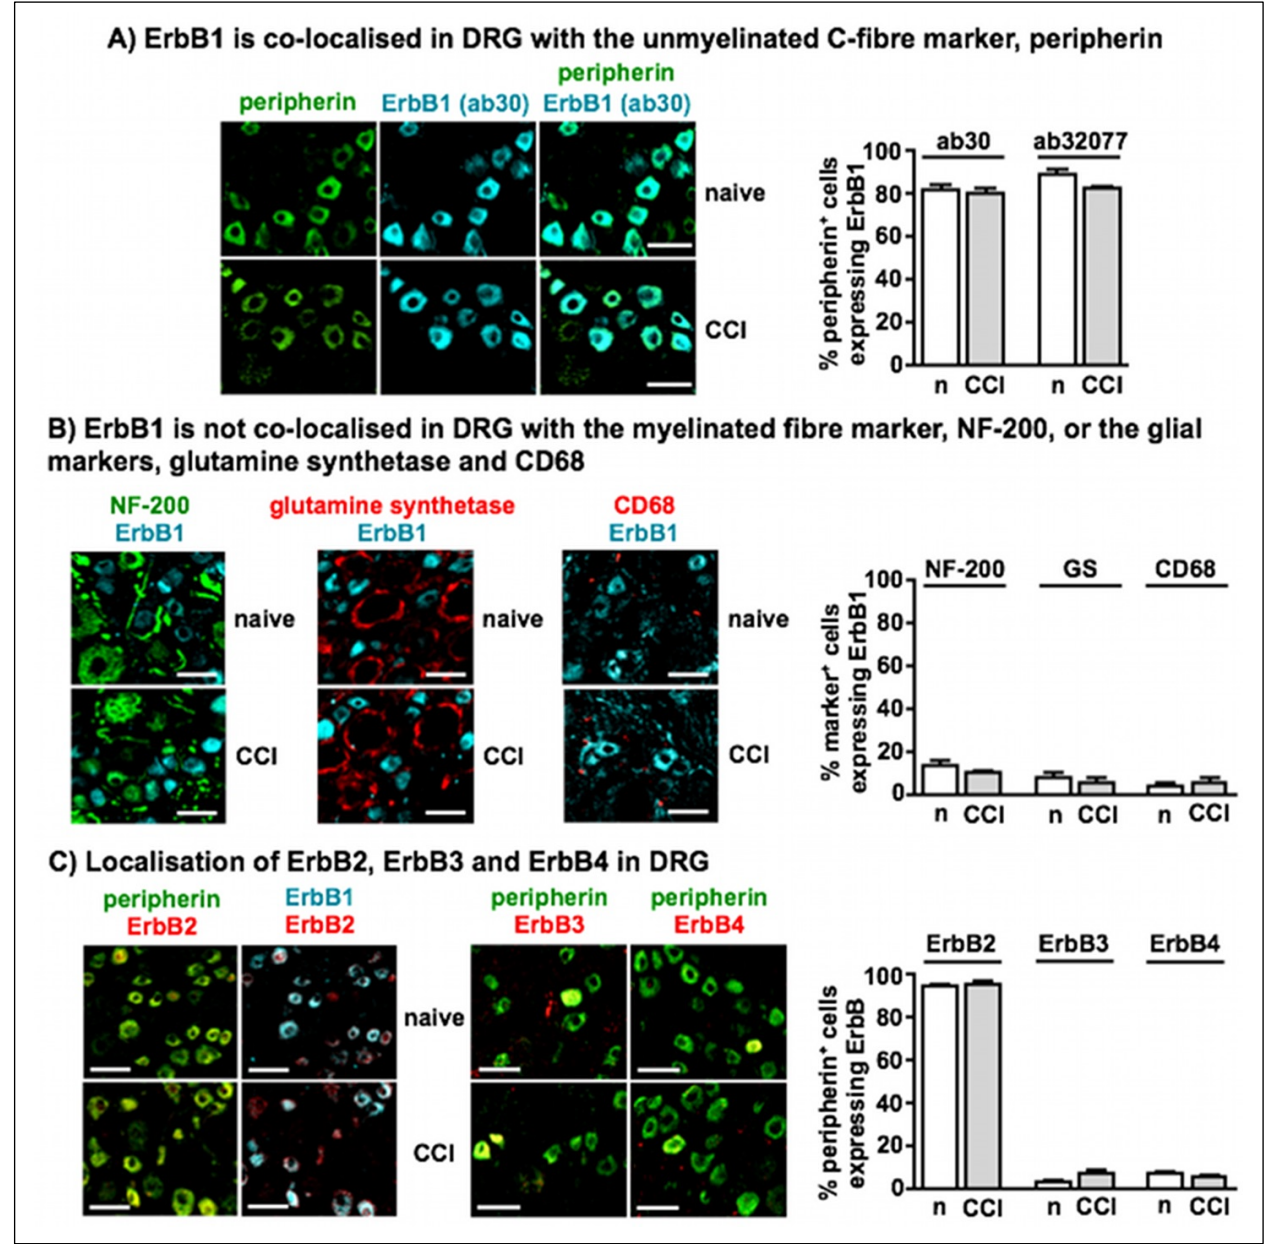 A) ErbB1 is co-localised in DRG with the unmyelinated C-fibre marker, peripherin
peripherin
peripherin ErbB1 (ab30) ErbB1 (ab30)
naive
CCI
ab30 ab32077
% peripherin⁺ cells
expressing ErbB1
100
80
60
40
20
0
n CCI n CCI
B) ErbB1 is not co-localised in DRG with the myelinated fibre marker, NF-200, or the glial
markers, glutamine synthetase and CD68
NF-200 glutamine synthetase CD68
ErbB1 ErbB1 ErbB1
naive naive naive
CCI CCI CCI
NF-200 GS CD68
% marker⁺ cells
expressing ErbB1
100
80
60
40
20
0
n CCI n CCI n CCI
C) Localisation of ErbB2, ErbB3 and ErbB4 in DRG
peripherin ErbB1 peripherin peripherin
ErbB2 ErbB2 ErbB3 ErbB4
naive
CCI
ErbB2 ErbB3 ErbB4
% peripherin⁺ cells
expressing ErbB
100
80
60
40
20
0
n CCI n CCI n CCI